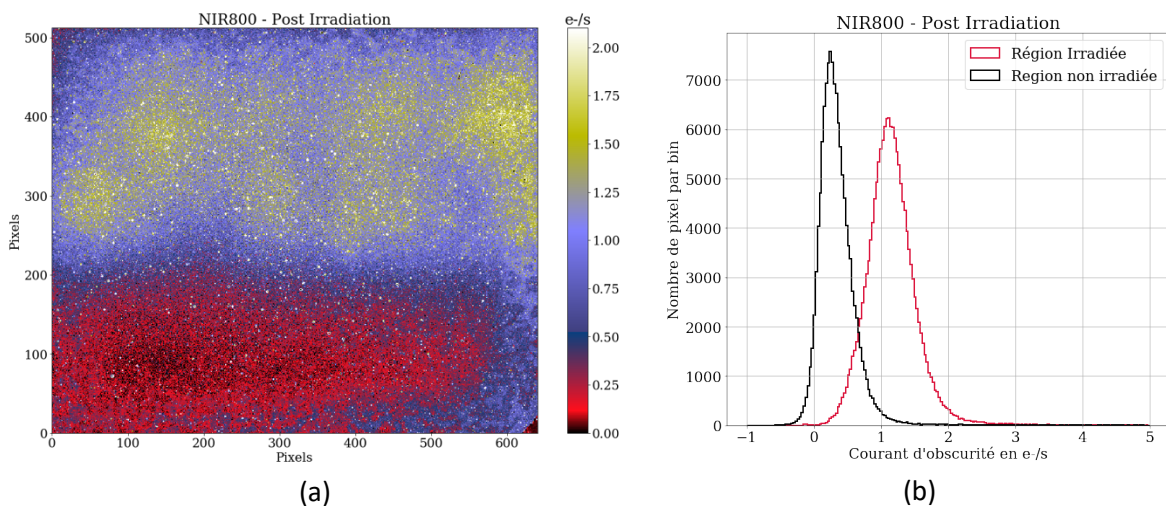 NIR800 - Post Irradiation
e-/s
500
400
300
200
100
0
Pixels
0 100 200 300 400 500 600
Pixels
2.00
1.75
1.50
1.25
1.00
0.75
0.50
0.25
0.00
(a)
NIR800 - Post Irradiation
Région Irradiée
Region non irradiée
7000
6000
5000
4000
3000
2000
1000
0
Nombre de pixel par bin
−1 0 1 2 3 4 5
Courant d'obscurité en e-/s
(b)